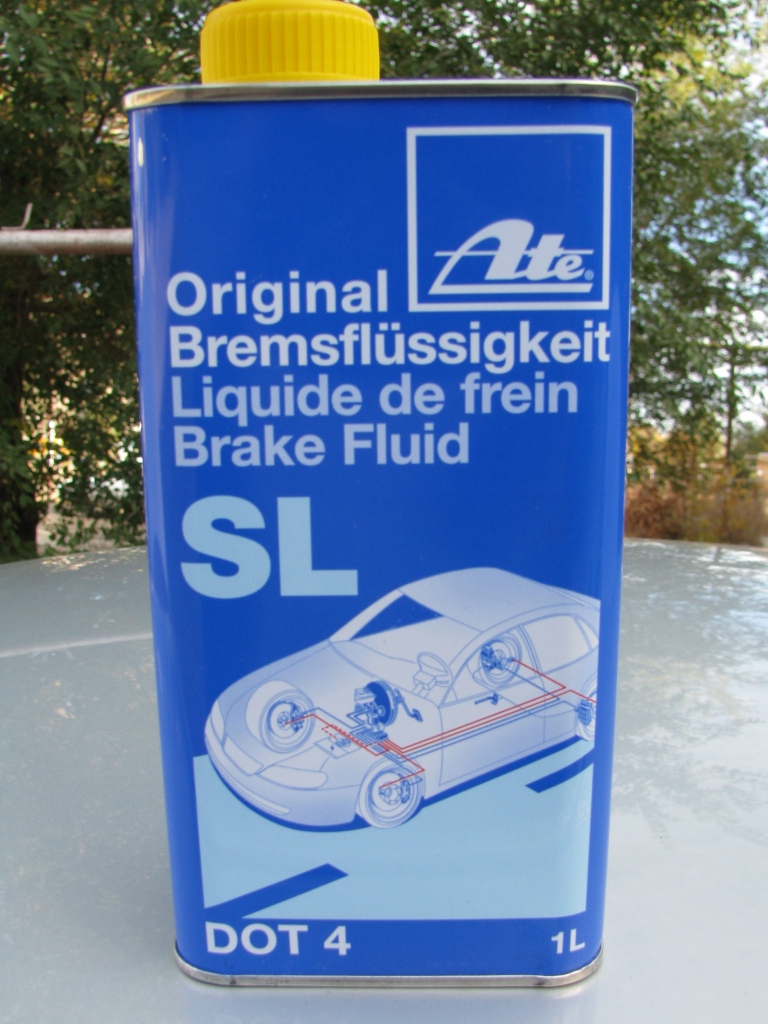 Ate®
Original
Bremsflüssigkeit
Liquide de frein
Brake Fluid
SL
DOT 4
1L